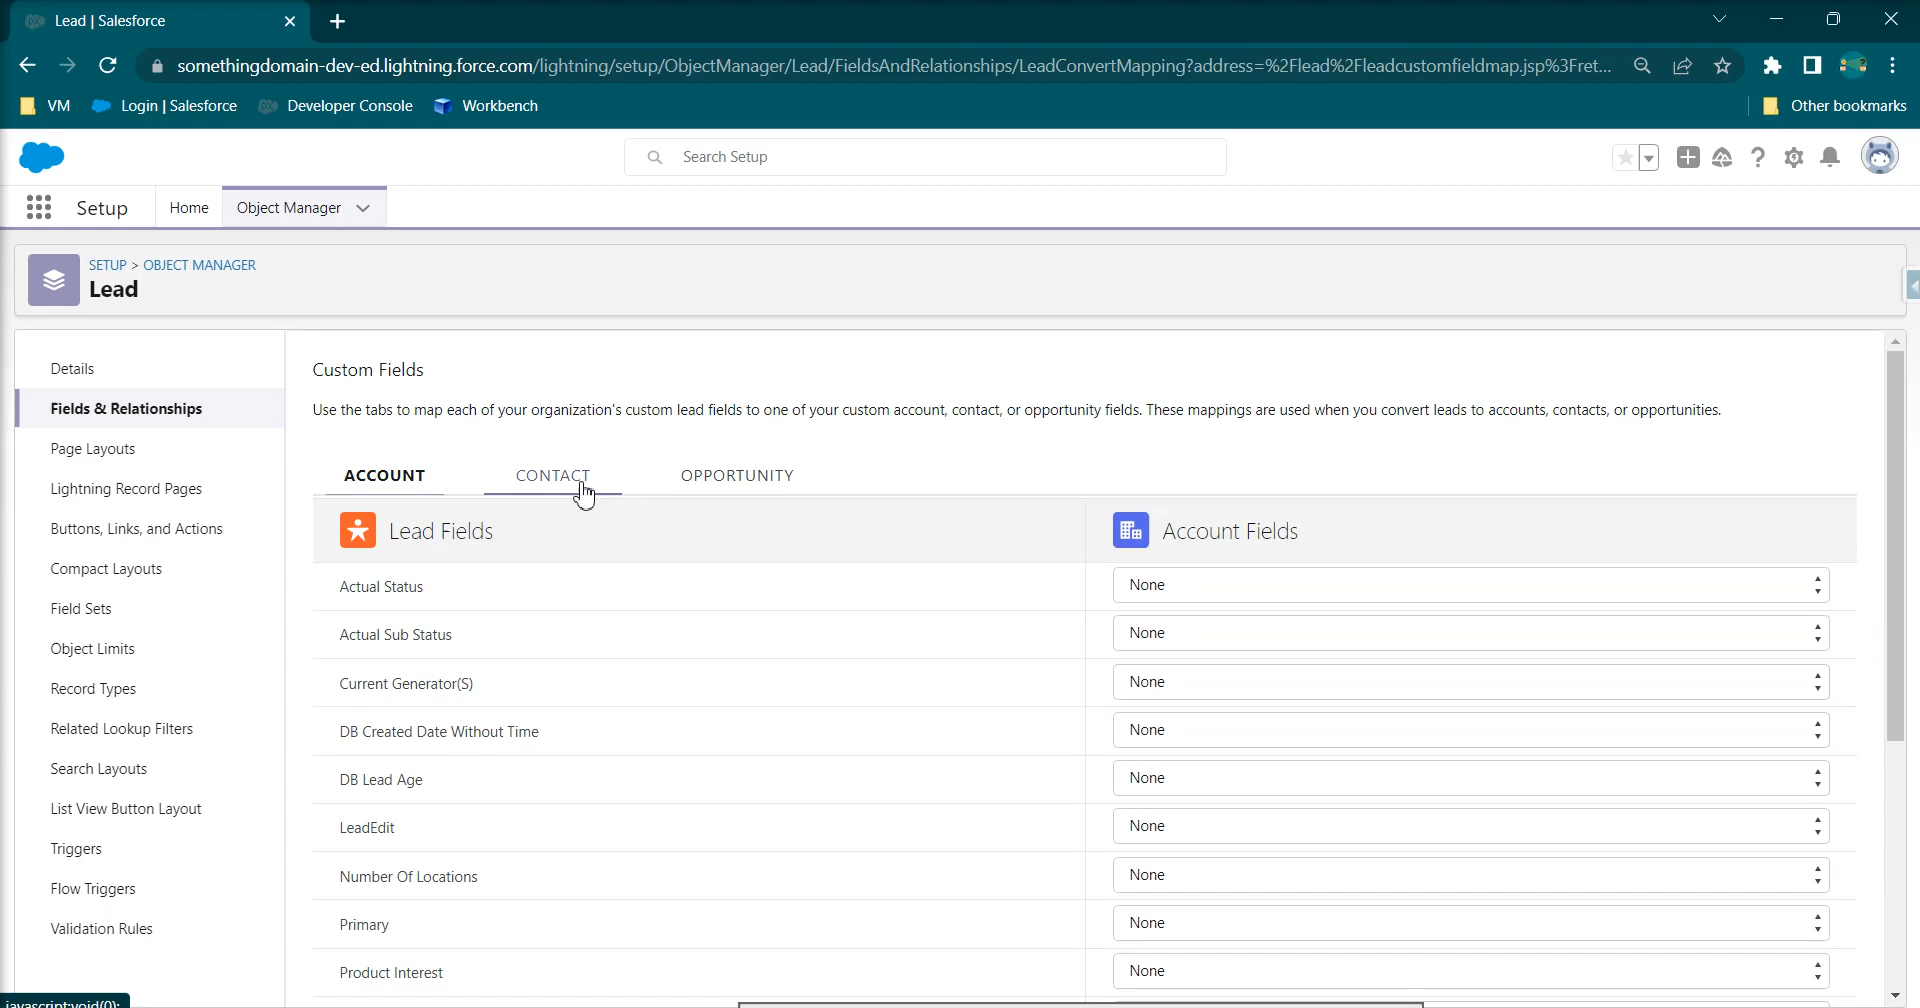 Lead | Salesforce
somethingdomain-dev-ed.lightning.force.com/lightning/setup/ObjectManager/Lead/FieldsAndRelationships/LeadConvertMapping?address=%2Flead%2Fleadcustomfieldmap.jsp%3Fret...
VM Login | Salesforce Developer Console Workbench Other bookmarks
Search Setup
Setup Home Object Manager
SETUP > OBJECT MANAGER
Lead
Details
Fields & Relationships
Page Layouts
Lightning Record Pages
Buttons, Links, and Actions
Compact Layouts
Field Sets
Object Limits
Record Types
Related Lookup Filters
Search Layouts
List View Button Layout
Triggers
Flow Triggers
Validation Rules
Custom Fields
Use the tabs to map each of your organization's custom lead fields to one of your custom account, contact, or opportunity fields. These mappings are used when you convert leads to accounts, contacts, or opportunities.
ACCOUNT CONTACT OPPORTUNITY
Lead Fields Account Fields
Actual Status None
Actual Sub Status None
Current Generator(S) None
DB Created Date Without Time None
DB Lead Age None
LeadEdit None
Number Of Locations None
Primary None
Product Interest None
javascript:void(0);